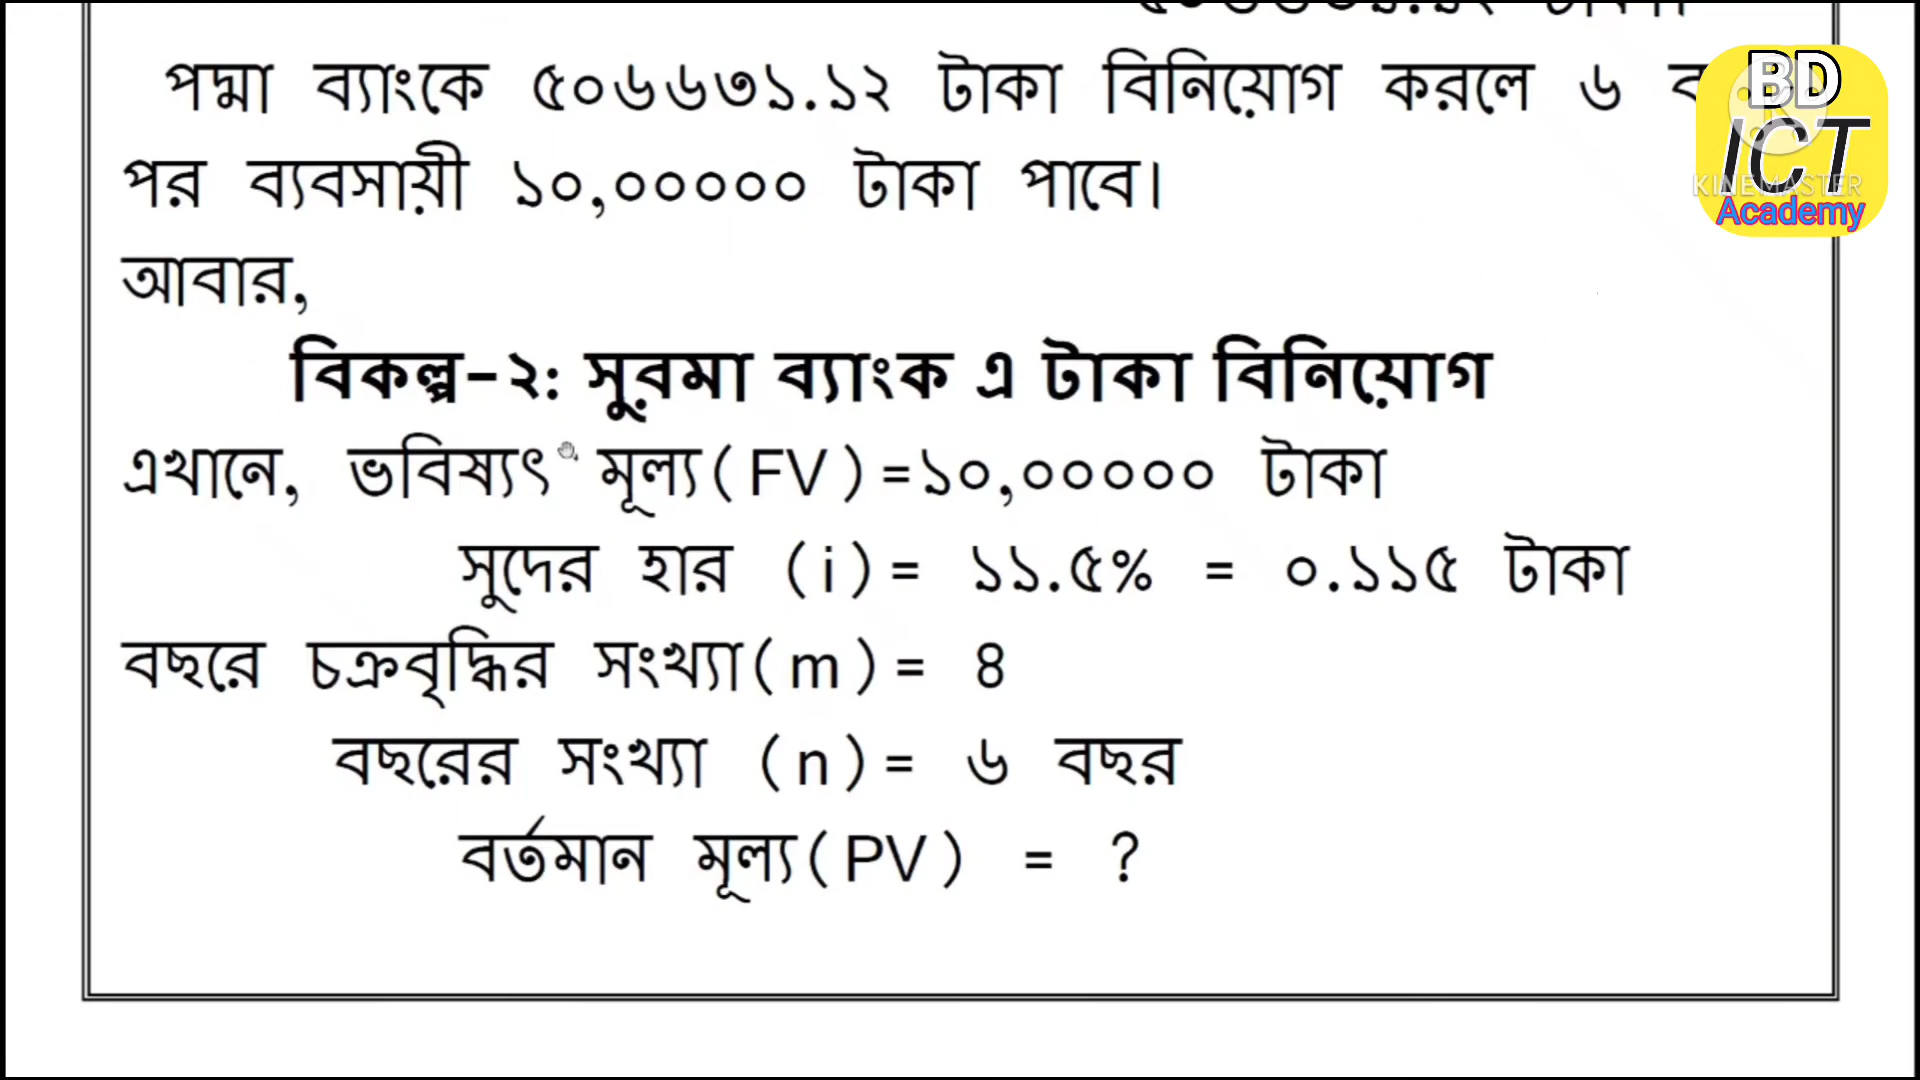 পদ্মা ব্যাংকে ৫০৬৬৩১.১২ টাকা বিনিয়োগ করলে ৬
পর ব্যবসায়ী ১০,০০০০০ টাকা পাবে।
আবার,
বিকল্প-২: সুরমা ব্যাংক এ টাকা বিনিয়োগ
এখানে, ভবিষ্যৎ মূল্য(FV)=১০,০০০০০ টাকা
সুদের হার (i)= ১১.৫% = ০.১১৫ টাকা
বছরে চক্রবৃদ্ধির সংখ্যা(m)= ৪
বছরের সংখ্যা (n)= ৬ বছর
বর্তমান মূল্য(PV) = ?
BD
ICT
KINEMASTER
Academy